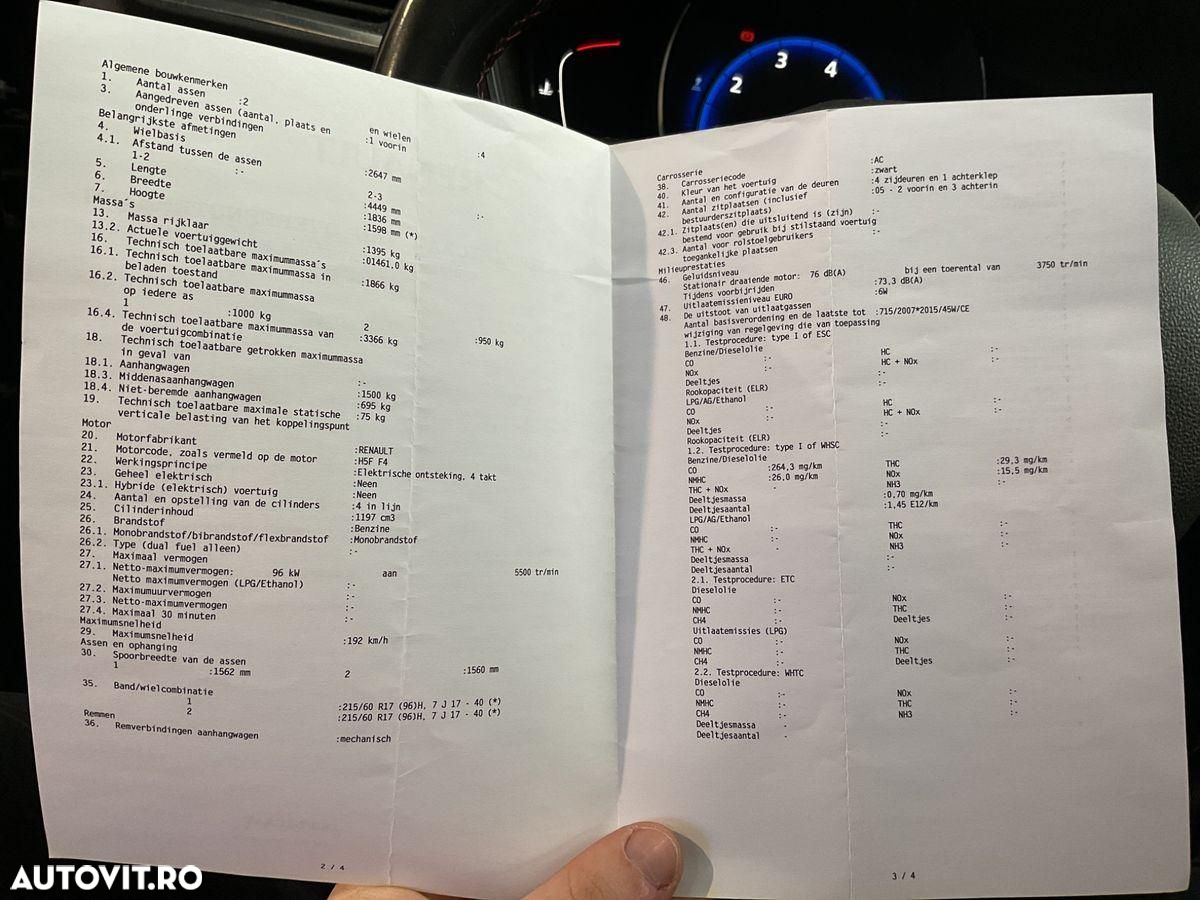 Algemene bouwkenmerken
1. Aantal assen :2 en wielen :4
3. Aangedreven assen (aantal, plaats en :1 voorin
onderlinge verbindingen
Belangrijkste afmetingen
4. Wielbasis :2647 mm
4.1. Afstand tussen de assen
1-2 :- 2-3 :-
5. Lengte :4449 mm
6. Breedte :1836 mm
7. Hoogte :1598 mm (*)
Massa's
13. Massa rijklaar :1395 kg
13.2. Actuele voertuiggewicht :01461,0 kg
16. Technisch toelaatbare maximummassa's
16.1. Technisch toelaatbare maximummassa in :1866 kg
beladen toestand
16.2. Technisch toelaatbare maximummassa
op iedere as
1 :1000 kg 2 :950 kg
16.4. Technisch toelaatbare maximummassa van :3366 kg
de voertuigcombinatie
18. Technisch toelaatbare getrokken maximummassa
in geval van
18.1. Aanhangwagen :-
18.3. Middenasaanhangwagen :1500 kg
18.4. Niet-beremde aanhangwagen :695 kg
19. Technisch toelaatbare maximale statische :75 kg
verticale belasting van het koppelingspunt
Motor
20. Motorfabrikant :RENAULT
21. Motorcode, zoals vermeld op de motor :H5F F4
22. Werkingsprincipe :Elektrische ontsteking, 4 takt
23. Geheel elektrisch :Neen
23.1. Hybride (elektrisch) voertuig :Neen
24. Aantal en opstelling van de cilinders :4 in lijn
25. Cilinderinhoud :1197 cm3
26. Brandstof :Benzine
26.1. Monobrandstof/bibrandstof/flexbrandstof :Monobrandstof
26.2. Type (dual fuel alleen) :-
27. Maximaal vermogen
27.1. Netto-maximumvermogen: 96 kW aan 5500 tr/min
Netto maximumvermogen (LPG/Ethanol) :-
27.2. Maximumuurvermogen :-
27.3. Netto-maximumvermogen :-
27.4. Maximaal 30 minuten :-
Maximumsnelheid
29. Maximumsnelheid :192 km/h
Assen en ophanging
30. Spoorbreedte van de assen
1 :1562 mm 2 :1560 mm
35. Band/wielcombinatie
1 :215/60 R17 (96)H, 7 J 17 - 40 (*)
2 :215/60 R17 (96)H, 7 J 17 - 40 (*)
Remmen
36. Remverbindingen aanhangwagen :mechanisch
2 / 4
Carrosserie
38. Carrosseriecode :AC
40. Kleur van het voertuig :zwart
41. Aantal en configuratie van de deuren :4 zijdeuren en 1 achterklep
42. Aantal zitplaatsen (inclusief :05 - 2 voorin en 3 achterin
bestuurderszitplaats)
42.1. Zitplaats(en) die uitsluitend is (zijn) :-
bestemd voor gebruik bij stilstaand voertuig
42.3. Aantal voor rolstoelgebruikers :-
toegankelijke plaatsen
Milieuprestaties
46. Geluidsniveau
Stationair draaiende motor: 76 dB(A) bij een toerental van 3750 tr/min
Tijdens voorbijrijden :73,3 dB(A)
47. Uitlaatemissieniveau EURO :6W
48. De uitstoot van uitlaatgassen
Aantal basisverordening en de laatste tot :715/2007*2015/45W/CE
wijziging van regelgeving die van toepassing
1.1. Testprocedure: type I of ESC
Benzine/Dieselolie
CO :- HC :-
NOx :- HC + NOx :-
Deeltjes :-
Rookopaciteit (ELR) :-
LPG/AG/Ethanol
CO :- HC :-
NOx :- HC + NOx :-
Deeltjes :-
Rookopaciteit (ELR) :-
1.2. Testprocedure: type I of WHSC
Benzine/Dieselolie
CO :264,3 mg/km THC :29,3 mg/km
NMHC :26,0 mg/km NOx :15,5 mg/km
THC + NOx - NH3 :-
Deeltjesmassa :0,70 mg/km
Deeltjesaantal :1,45 E12/km
LPG/AG/Ethanol
CO :- THC :-
NMHC :- NOx :-
THC + NOx - NH3 :-
Deeltjesmassa :-
Deeltjesaantal :-
2.1. Testprocedure: ETC
Dieselolie
CO :- NOx :-
NMHC :- THC :-
CH4 :- Deeltjes :-
Uitlaatemissies (LPG)
CO :- NOx :-
NMHC :- THC :-
CH4 :- Deeltjes :-
2.2. Testprocedure: WHTC
Dieselolie
CO :- NOx :-
NMHC :- THC :-
CH4 :- NH3 :-
Deeltjesmassa -
Deeltjesaantal -
3 / 4
2 3 4
AUTOVIT.RO